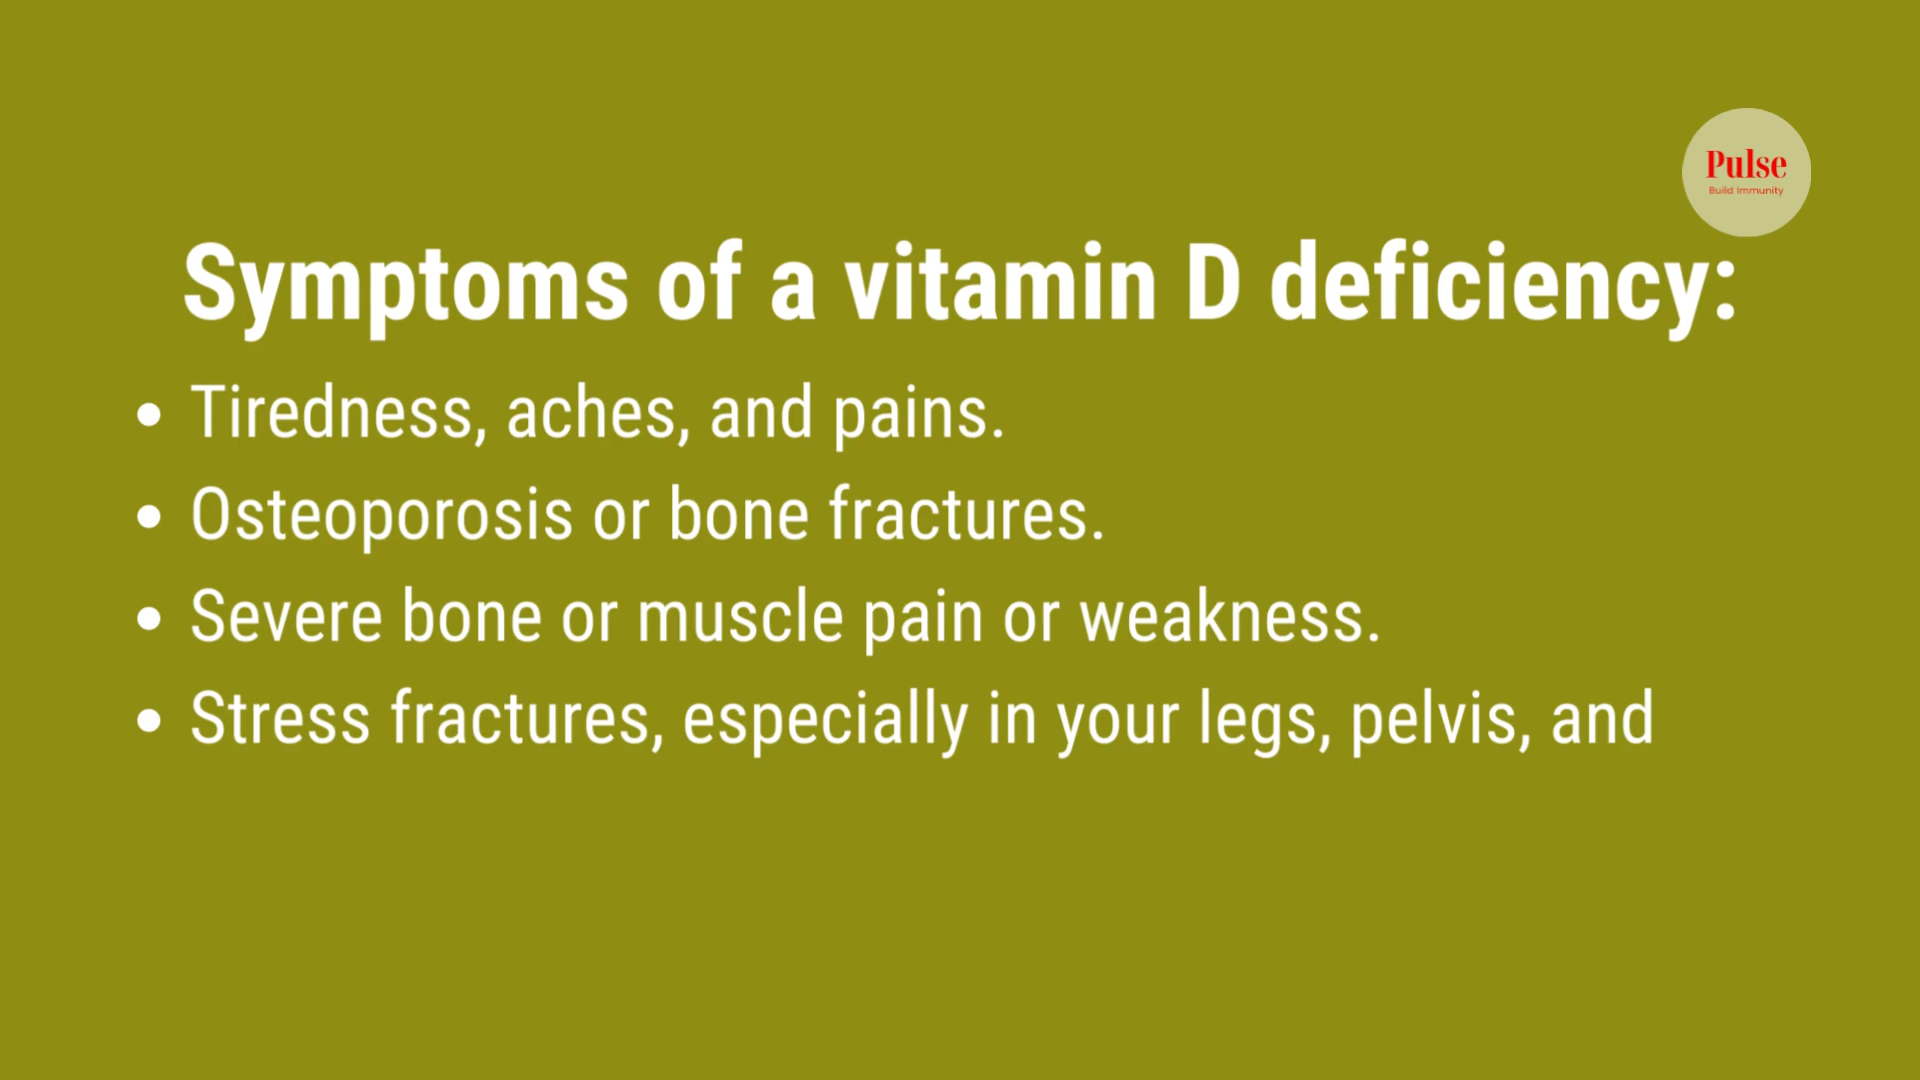 Pulse
Build Immunity
Symptoms of a vitamin D deficiency:
• Tiredness, aches, and pains.
• Osteoporosis or bone fractures.
• Severe bone or muscle pain or weakness.
• Stress fractures, especially in your legs, pelvis, and